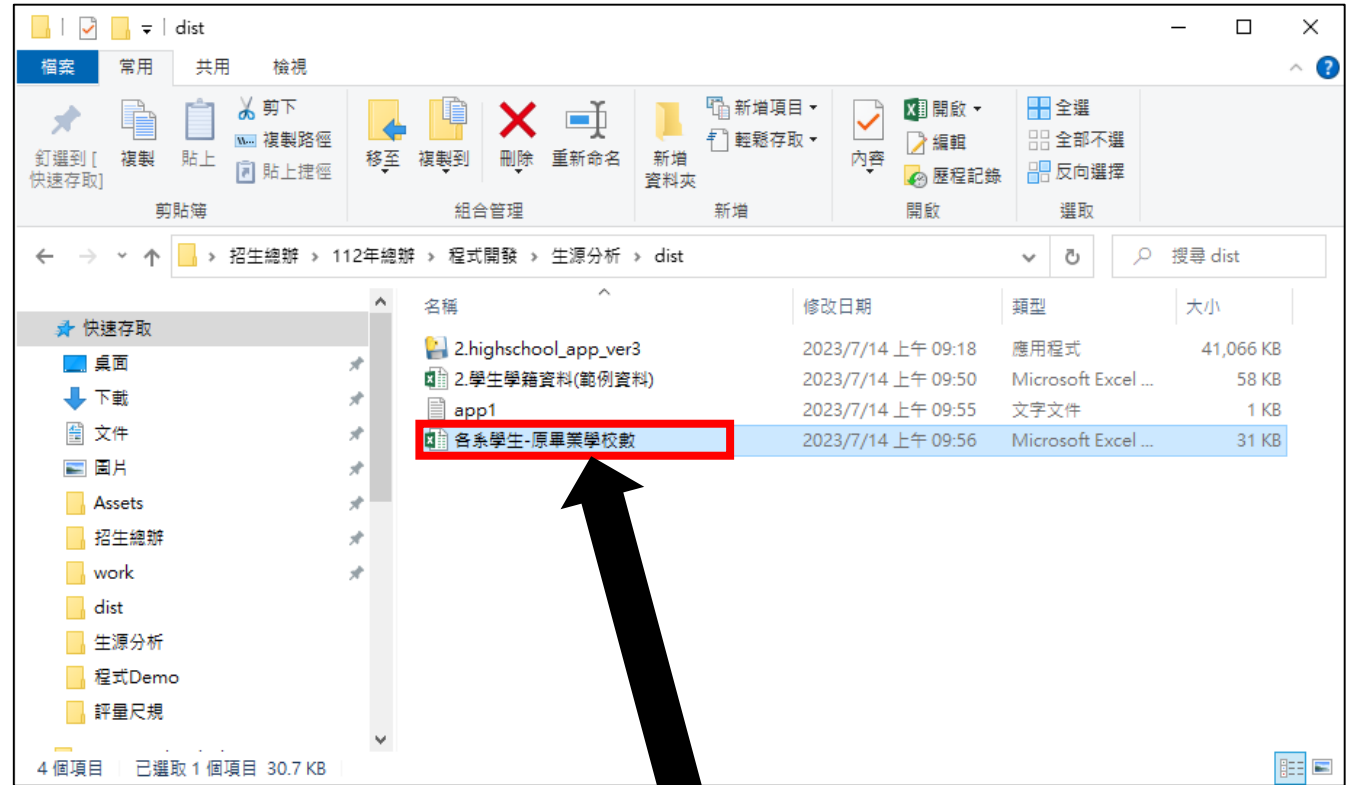 dist
檔案 常用 共用 檢視
釘選到 [
快速存取]
複製
貼上
剪下
複製路徑
貼上捷徑
剪貼簿
移至
複製到
刪除
重新命名
組合管理
新增
資料夾
新增項目
輕鬆存取
新增
內容
開啟
編輯
歷程記錄
開啟
全選
全部不選
反向選擇
選取
招生總辦 › 112年總辦 › 程式開發 › 生源分析 › dist
搜尋 dist
快速存取
桌面
下載
文件
圖片
Assets
招生總辦
work
dist
生源分析
程式Demo
評量尺規
名稱 修改日期 類型 大小
2.highschool_app_ver3 2023/7/14 上午 09:18 應用程式 41,066 KB
2.學生學籍資料(範例資料) 2023/7/14 上午 09:50 Microsoft Excel ... 58 KB
app1 2023/7/14 上午 09:55 文字文件 1 KB
各系學生-原畢業學校數 2023/7/14 上午 09:56 Microsoft Excel ... 31 KB
4 個項目 已選取 1 個項目 30.7 KB